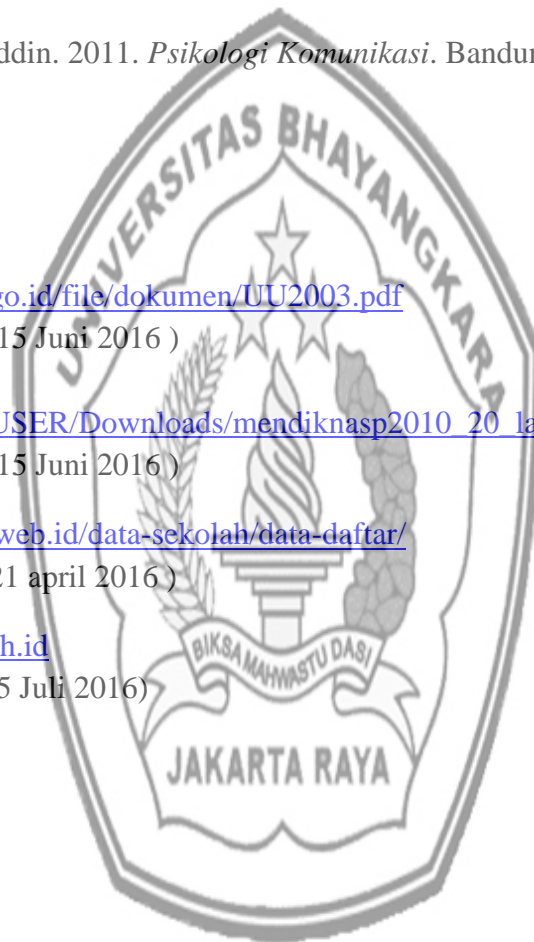 ddin. 2011. Psikologi Komunikasi. Bandun
UNIVERSITAS BHAYANGKARA
go.id/file/dokumen/UU2003.pdf
15 Juni 2016 )
USER/Downloads/mendiknasp2010_20_la
15 Juni 2016 )
web.id/data-sekolah/data-daftar/
21 april 2016 )
h.id
5 Juli 2016)
BIKSA MAHWASTU DASI
JAKARTA RAYA